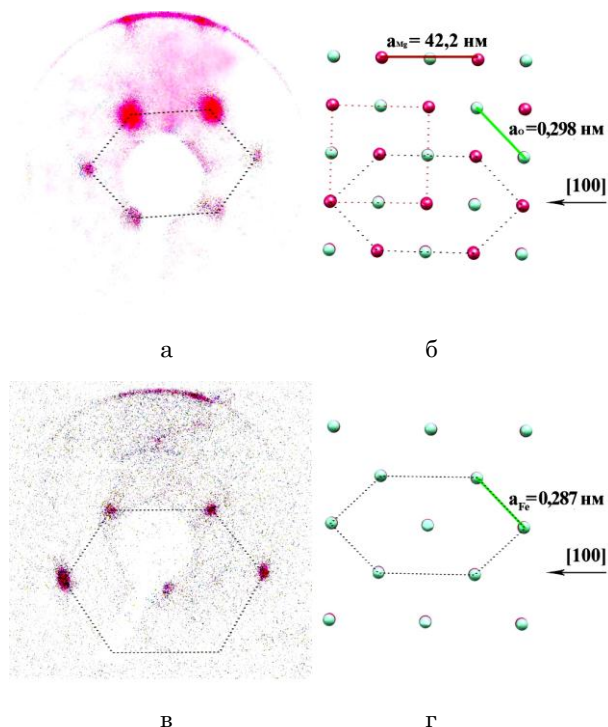 a_Mg = 42,2 нм
a_o=0,298 нм
[100]
а
б
a_Fe=0,287 нм
[100]
в
г